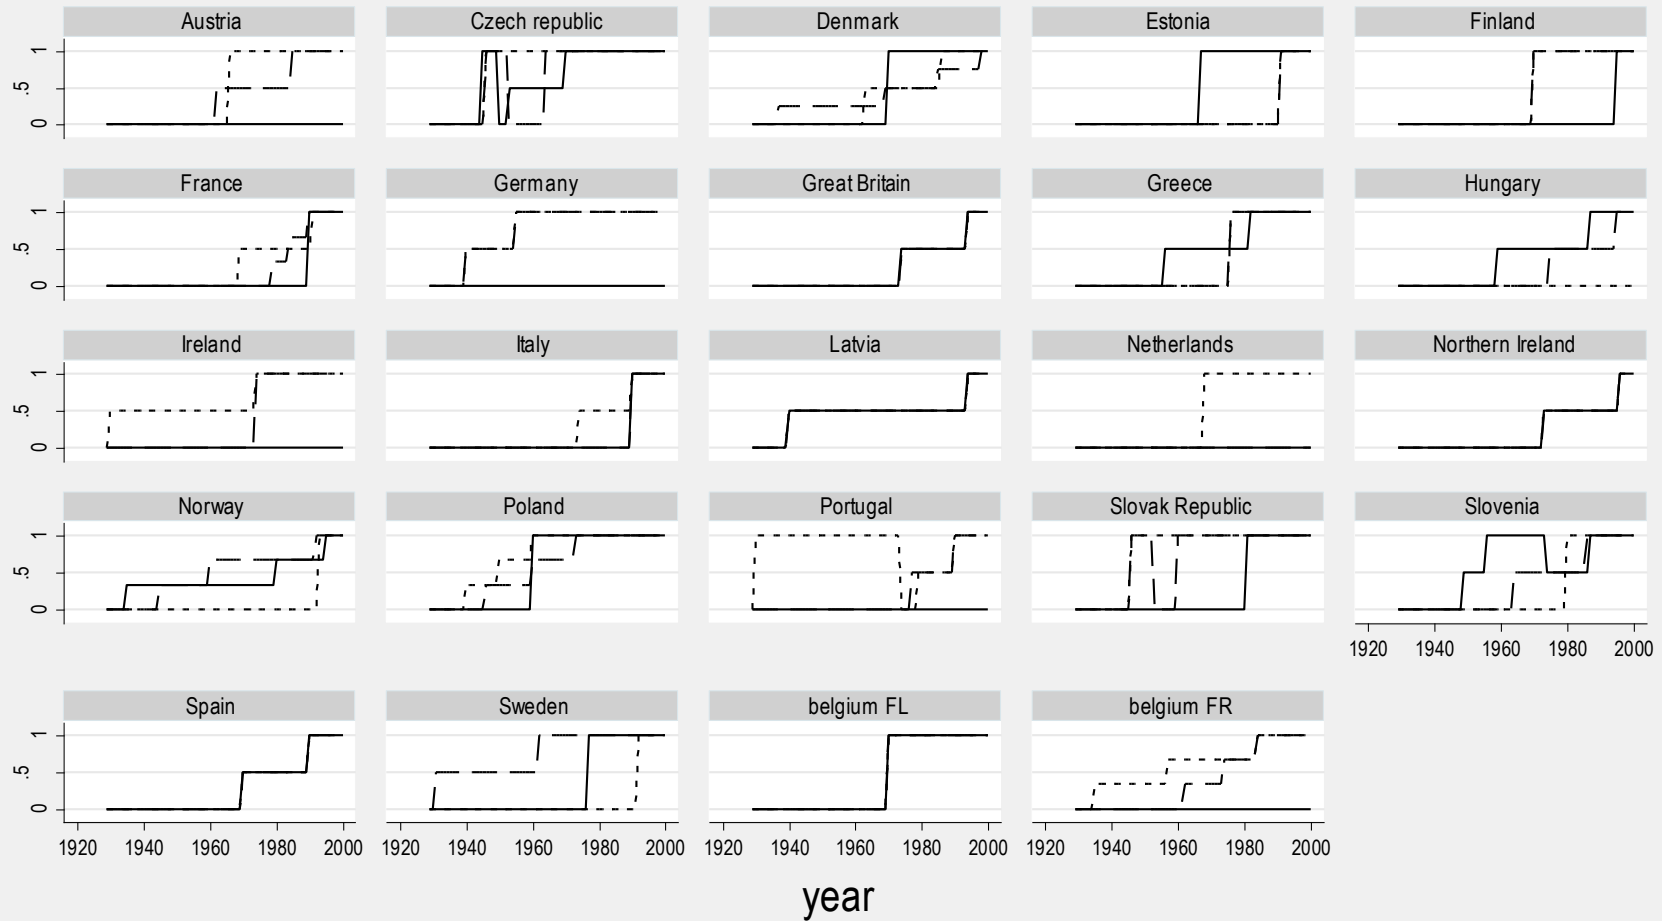 Austria Czech republic Denmark Estonia Finland
1
.5
0
France Germany Great Britain Greece Hungary
1
.5
0
Ireland Italy Latvia Netherlands Northern Ireland
1
.5
0
Norway Poland Portugal Slovak Republic Slovenia
1
.5
0
1920 1940 1960 1980 2000
Spain Sweden belgium FL belgium FR
1
.5
0
1920 1940 1960 1980 2000 1920 1940 1960 1980 2000 1920 1940 1960 1980 2000 1920 1940 1960 1980 2000
year